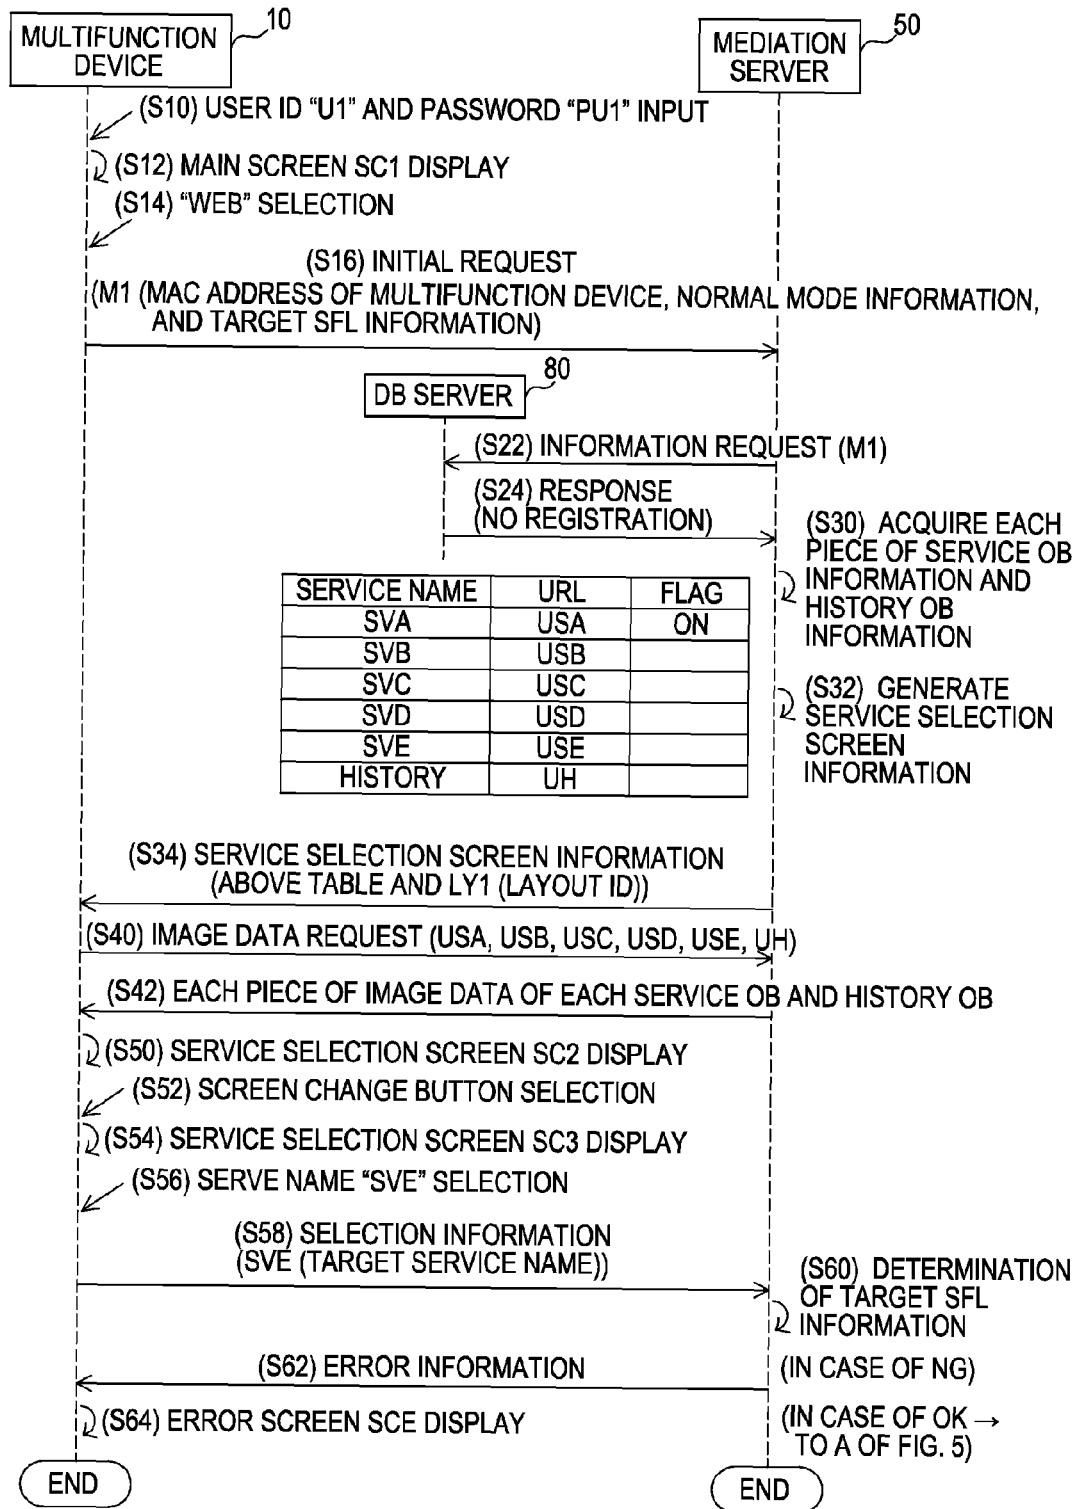 MULTIFUNCTION
DEVICE
10
MEDIATION
SERVER
50
(S10) USER ID “U1” AND PASSWORD “PU1” INPUT
(S12) MAIN SCREEN SC1 DISPLAY
(S14) “WEB” SELECTION
(S16) INITIAL REQUEST
(M1 (MAC ADDRESS OF MULTIFUNCTION DEVICE, NORMAL MODE INFORMATION,
AND TARGET SFL INFORMATION)
DB SERVER
80
(S22) INFORMATION REQUEST (M1)
(S24) RESPONSE
(NO REGISTRATION)
(S30) ACQUIRE EACH
PIECE OF SERVICE OB
INFORMATION AND
HISTORY OB
INFORMATION
SERVICE NAME URL FLAG
SVA USA ON
SVB USB
SVC USC
SVD USD
SVE USE
HISTORY UH
(S32) GENERATE
SERVICE SELECTION
SCREEN
INFORMATION
(S34) SERVICE SELECTION SCREEN INFORMATION
(ABOVE TABLE AND LY1 (LAYOUT ID))
(S40) IMAGE DATA REQUEST (USA, USB, USC, USD, USE, UH)
(S42) EACH PIECE OF IMAGE DATA OF EACH SERVICE OB AND HISTORY OB
(S50) SERVICE SELECTION SCREEN SC2 DISPLAY
(S52) SCREEN CHANGE BUTTON SELECTION
(S54) SERVICE SELECTION SCREEN SC3 DISPLAY
(S56) SERVE NAME “SVE” SELECTION
(S58) SELECTION INFORMATION
(SVE (TARGET SERVICE NAME))
(S60) DETERMINATION
OF TARGET SFL
INFORMATION
(S62) ERROR INFORMATION
(IN CASE OF NG)
(S64) ERROR SCREEN SCE DISPLAY
(IN CASE OF OK →
TO A OF FIG. 5)
END
END